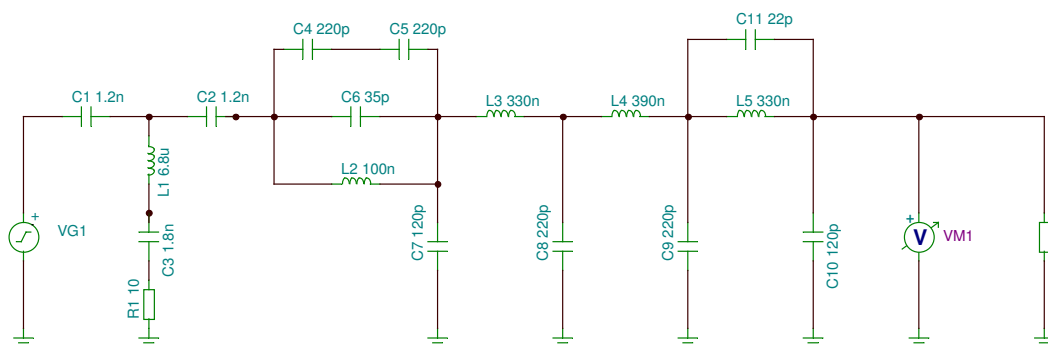 C11 22p
C4 220p
C5 220p
C1 1.2n
C2 1.2n
C6 35p
L3 330n
L4 390n
L5 330n
L1 6.8u
L2 100n
VG1
+
C3 1.8n
R1 10
C7 120p
C8 220p
C9 220p
C10 120p
+
V
VM1